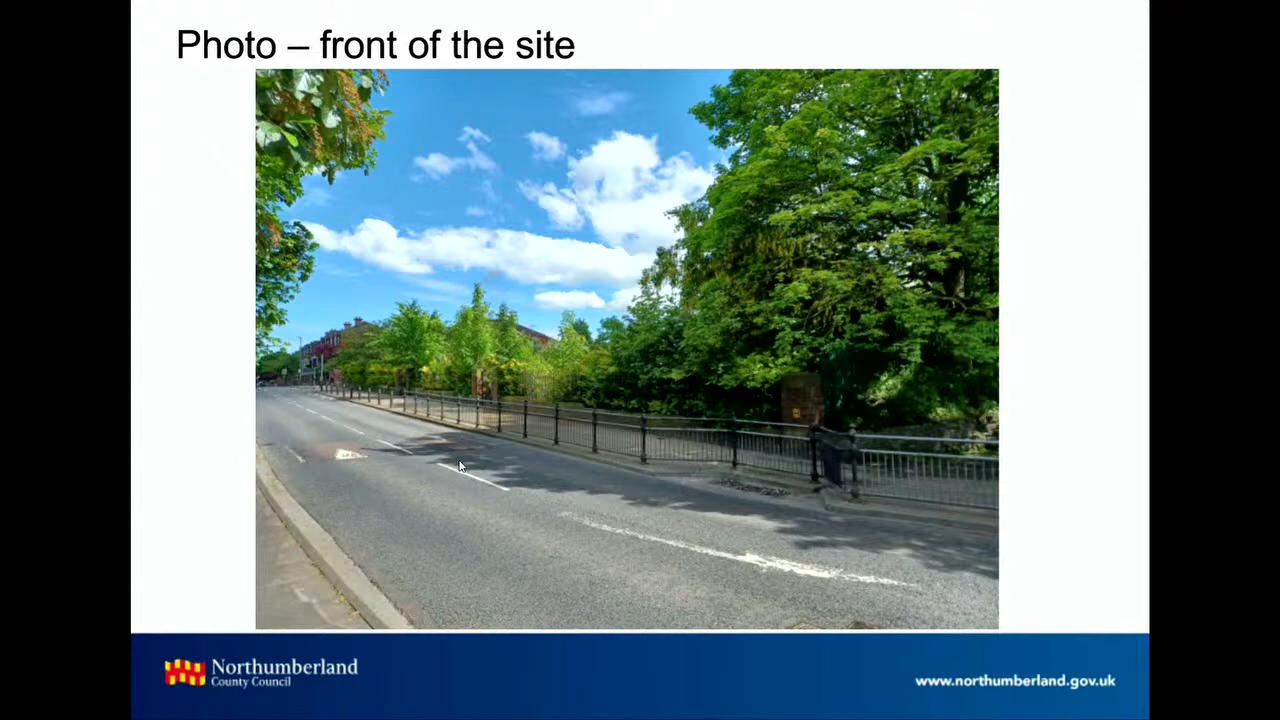 Photo – front of the site
Northumberland
County Council
www.northumberland.gov.uk